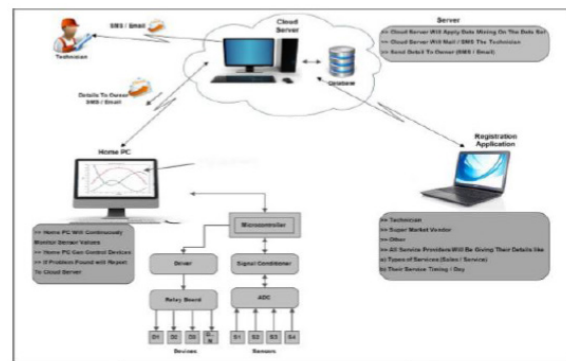 SMS / Email
Technician
Cloud
Server
Database
Server
>> Cloud Server Will Apply Data Mining On The Data Set
>> Cloud Server Will Mail / SMS The Technician
>> Send Detail To Owner (SMS / Email)
Details To Owner
SMS / Email
Home PC
Registration
Application
>> Home PC Will Continuously
Monitor Sensor Values
>> Home PC Can Control Devices
>> If Problem Found will Report
To Cloud Server
Microcontroller
Driver
Signal Conditioner
Relay Board
ADC
D1 D2 D3
S1 S2 S3 S4
Devices
Sensors
>> Technician
>> Super Market Vendor
>> Other
>> All Service Providers Will Be Giving Their Details like
a) Types of Services (Sales / Service)
b) Their Service Timing / Day